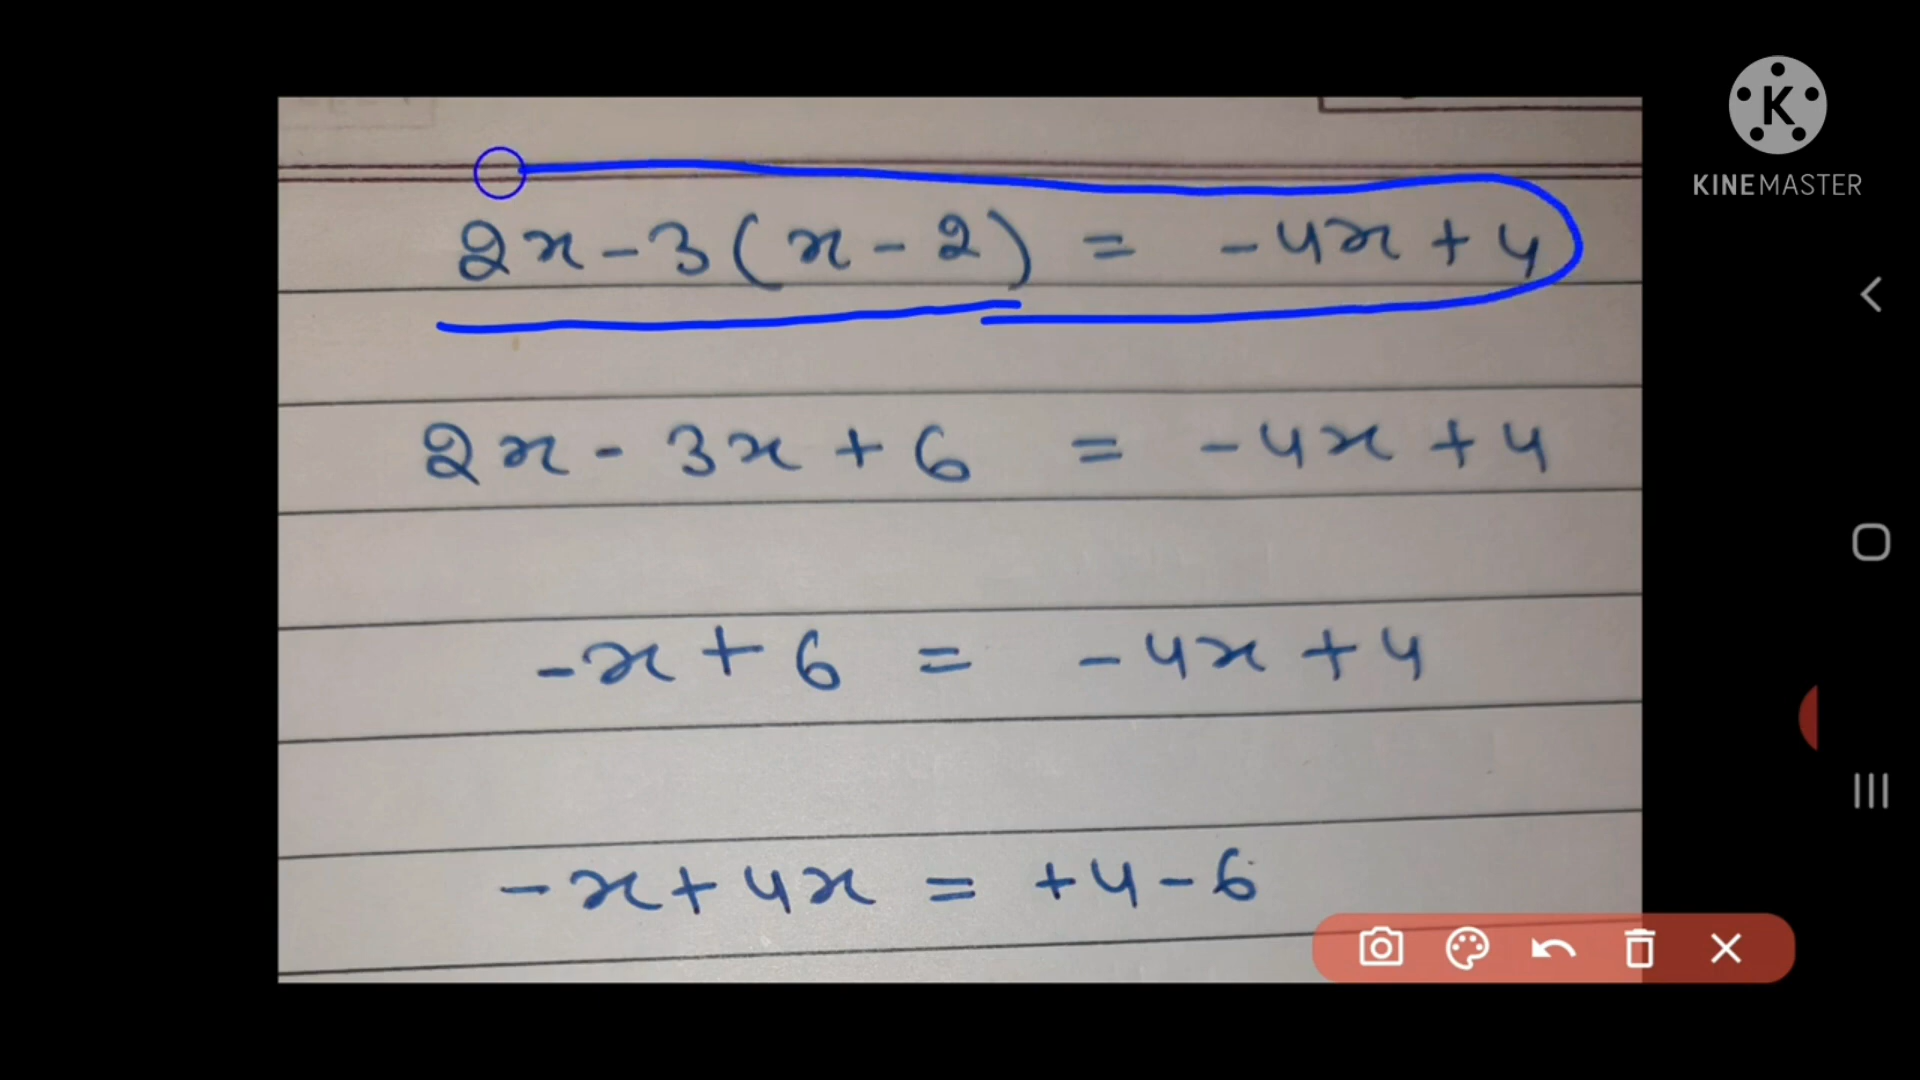 KINEMASTER
2x - 3(x - 2) = -4x + 4
2x - 3x + 6 = -4x + 4
-x + 6 = -4x + 4
-x + 4x = +4 - 6